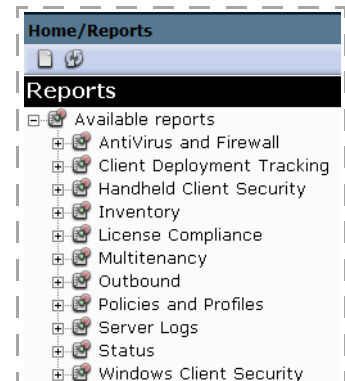 Home/Reports
Reports
Available reports
AntiVirus and Firewall
Client Deployment Tracking
Handheld Client Security
Inventory
License Compliance
Multitenancy
Outbound
Policies and Profiles
Server Logs
Status
Windows Client Security